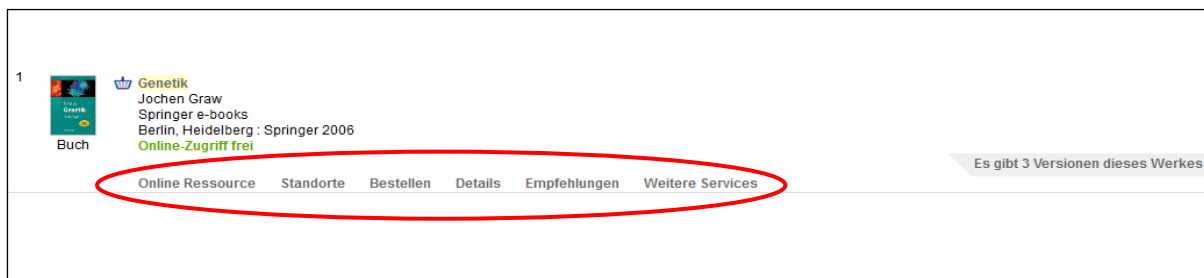 1
Genetik
Jochen Graw
Springer e-books
Berlin, Heidelberg : Springer 2006
Buch
Online-Zugriff frei
Es gibt 3 Versionen dieses Werkes
Online Ressource Standorte Bestellen Details Empfehlungen Weitere Services